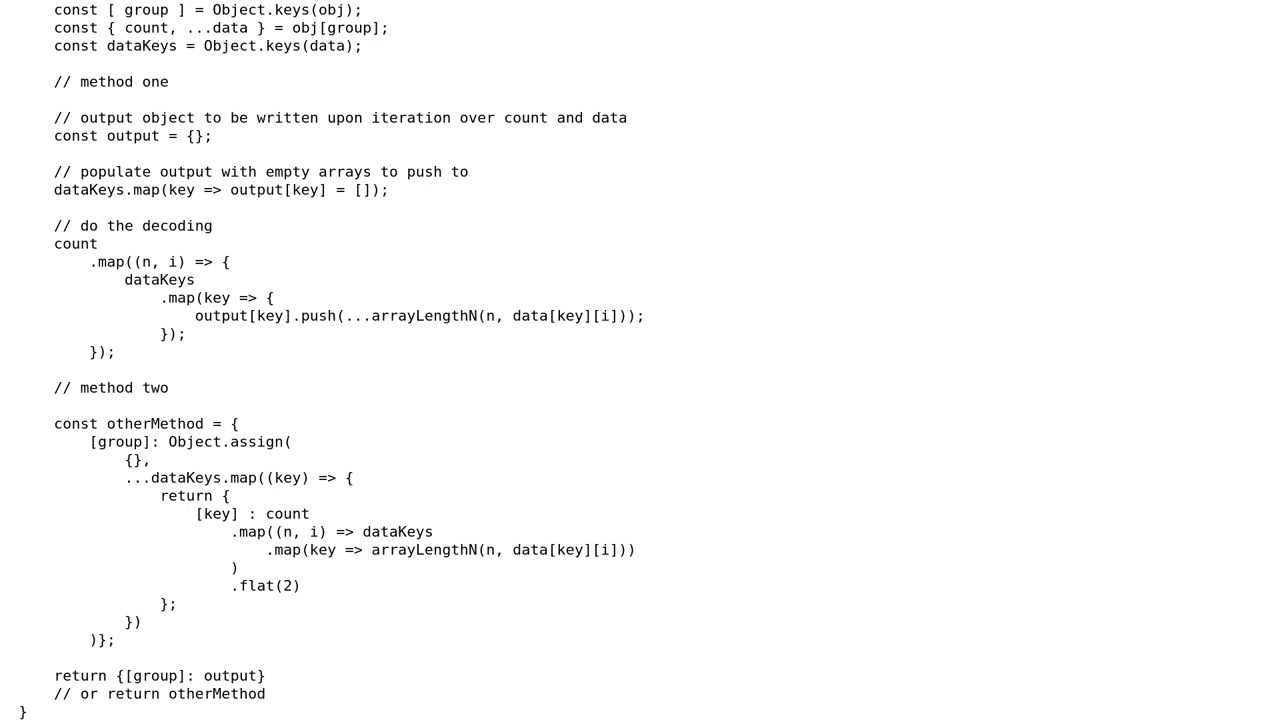 const [ group ] = Object.keys(obj);
const { count, ...data } = obj[group];
const dataKeys = Object.keys(data);
// method one
// output object to be written upon iteration over count and data
const output = {};
// populate output with empty arrays to push to
dataKeys.map(key => output[key] = []);
// do the decoding
count
.map((n, i) => {
dataKeys
.map(key => {
output[key].push(...arrayLengthN(n, data[key][i]));
});
});
// method two
const otherMethod = {
[group]: Object.assign(
{},
...dataKeys.map((key) => {
return {
[key] : count
.map((n, i) => dataKeys
.map(key => arrayLengthN(n, data[key][i]))
)
.flat(2)
};
})
)};
return {[group]: output}
// or return otherMethod
}